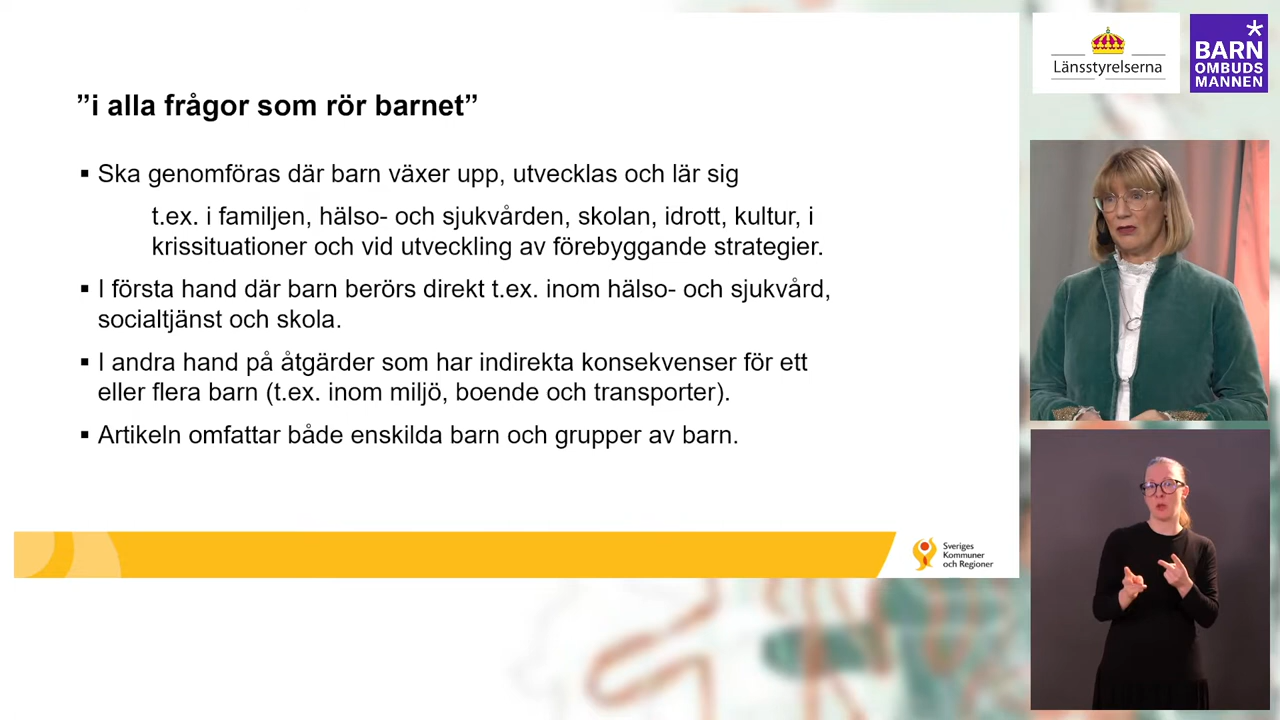 ”i alla frågor som rör barnet”
▪ Ska genomföras där barn växer upp, utvecklas och lär sig
t.ex. i familjen, hälso- och sjukvården, skolan, idrott, kultur, i
krissituationer och vid utveckling av förebyggande strategier.
▪ I första hand där barn berörs direkt t.ex. inom hälso- och sjukvård,
socialtjänst och skola.
▪ I andra hand på åtgärder som har indirekta konsekvenser för ett
eller flera barn (t.ex. inom miljö, boende och transporter).
▪ Artikeln omfattar både enskilda barn och grupper av barn.
Sveriges
Kommuner
och Regioner
Länsstyrelserna
BARN
OMBUDS
MANNEN